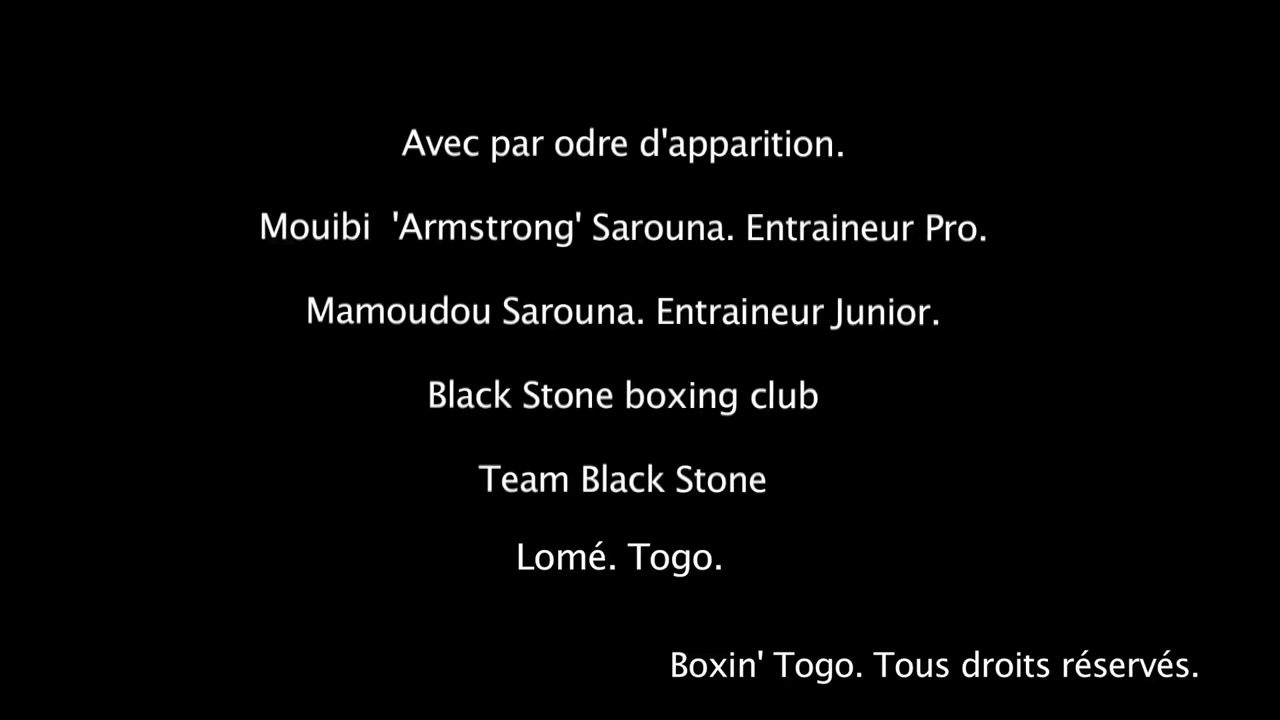 Avec par odre d'apparition.
Mouibi  'Armstrong' Sarouna. Entraineur Pro.
Mamoudou Sarouna. Entraineur Junior.
Black Stone boxing club
Team Black Stone
Lomé. Togo.
Boxin' Togo. Tous droits réservés.